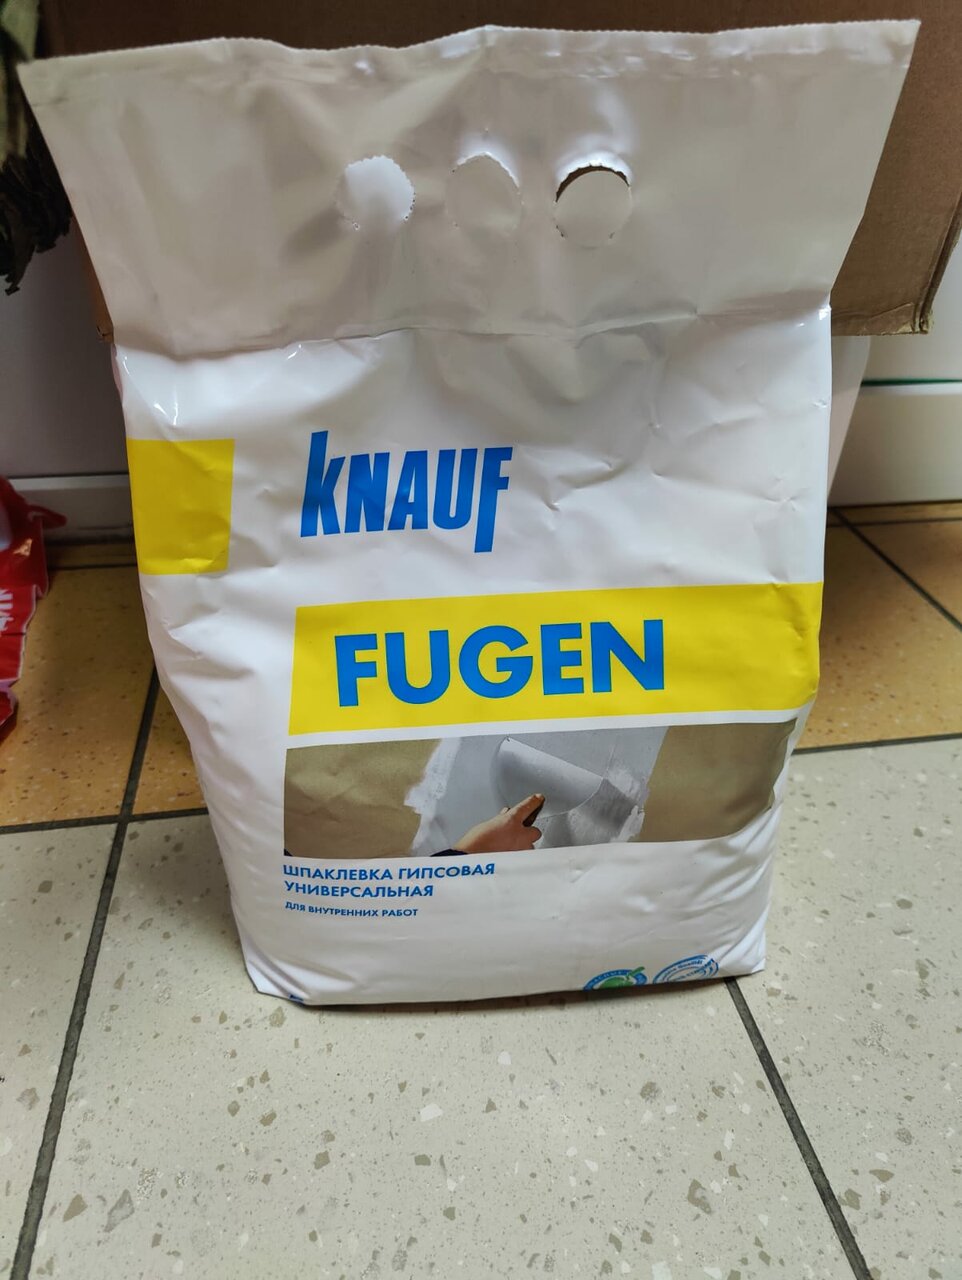 KNAUF
FUGEN
ШПАКЛЕВКА ГИПСОВАЯ
УНИВЕРСАЛЬНАЯ
ДЛЯ ВНУТРЕННИХ РАБОТ